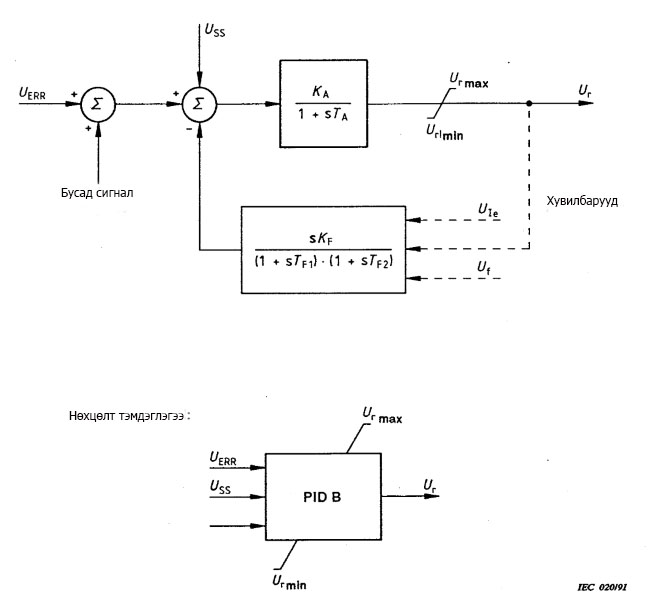 U_SS
U_ERR
+
+
Σ
Σ
K_A
1 + sT_A
U_r max
U_r min
U_r
+
−
Бусад сигнал
Хувилбарууд
U_Ie
sK_F
(1 + sT_F1) · (1 + sT_F2)
U_f
Нөхцөлт тэмдэглэгээ :
U_r max
U_ERR
U_SS
PID B
U_r
U_r min
IEC 020/91